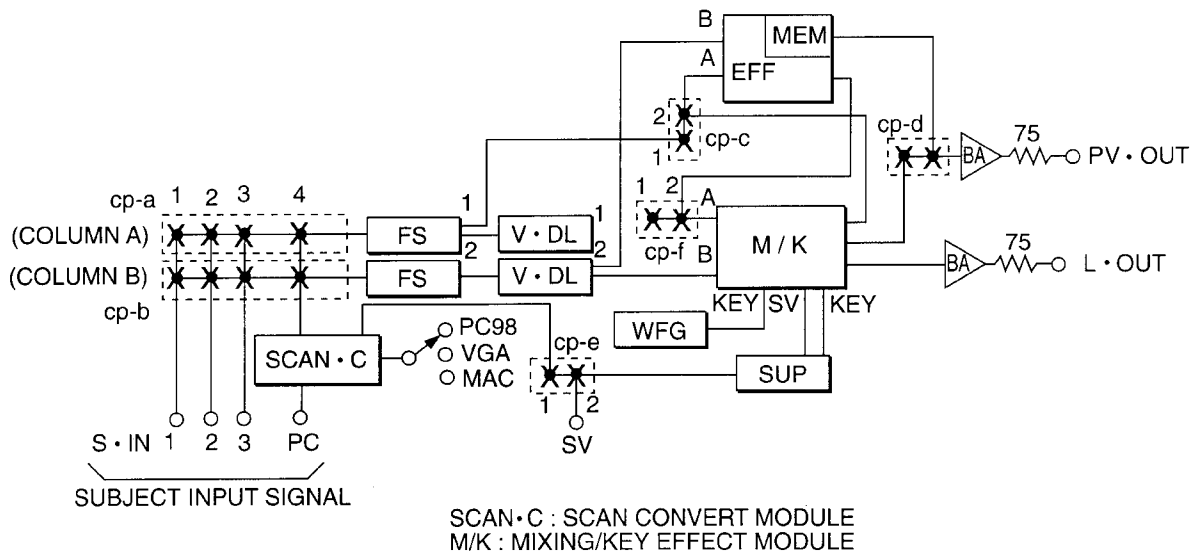 B
MEM
A
EFF
2
cp-c
1
cp-d
BA
75
PV・OUT
cp-a
1 2 3 4
(COLUMN A)
FS
1
2
V・DL
1
2
1 2
cp-f
A
B
M / K
(COLUMN B)
cp-b
FS
V・DL
BA
75
L・OUT
KEY SV KEY
WFG
SCAN・C
PC98
VGA
MAC
cp-e
1 2
SUP
SV
S・IN 1 2 3 PC
SUBJECT INPUT SIGNAL
SCAN・C : SCAN CONVERT MODULE
M/K : MIXING/KEY EFFECT MODULE